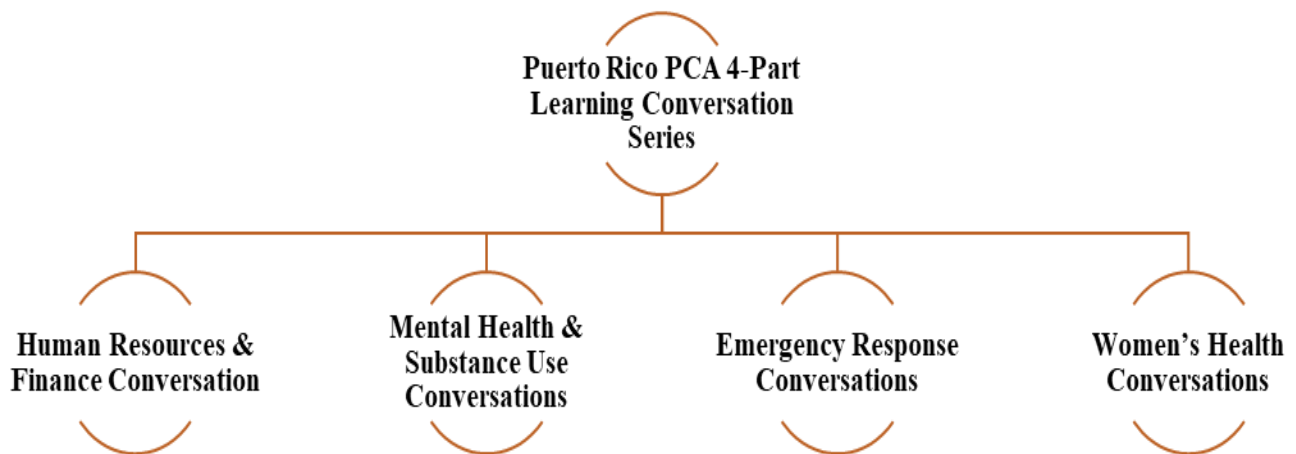 Puerto Rico PCA 4-Part
Learning Conversation
Series
Human Resources &
Finance Conversation
Mental Health &
Substance Use
Conversations
Emergency Response
Conversations
Women’s Health
Conversations